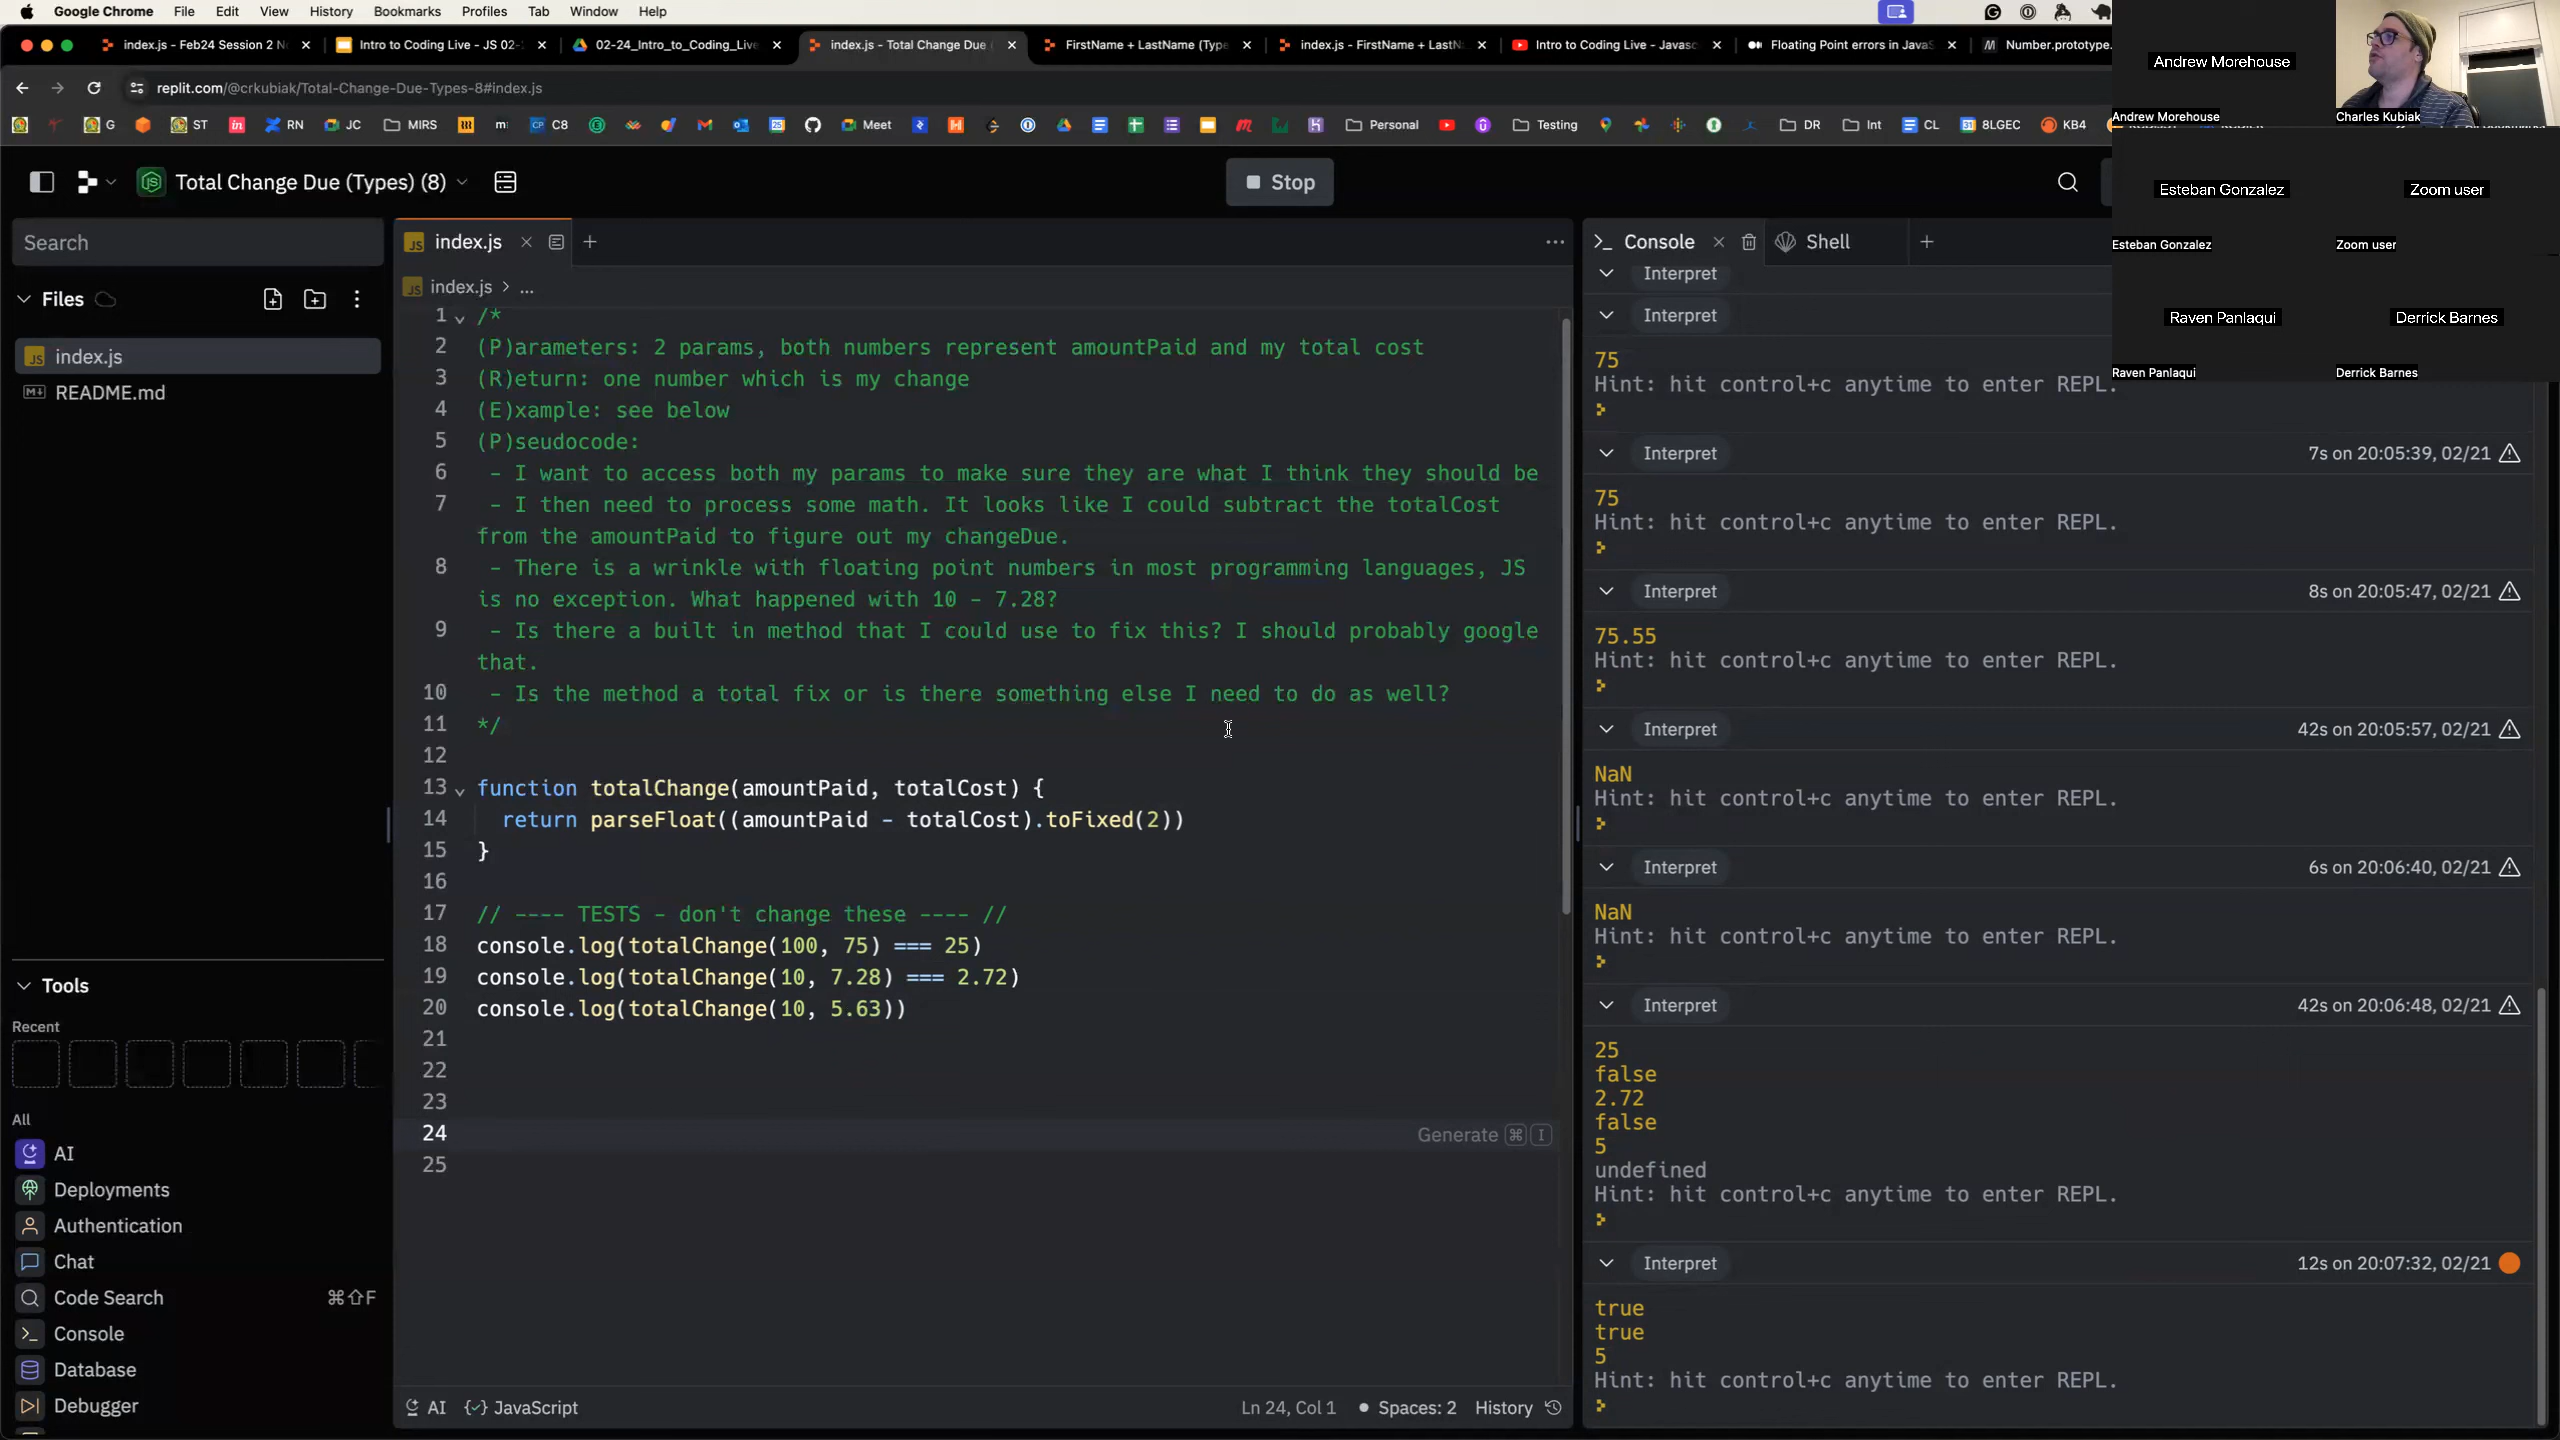 Google Chrome File Edit View History Bookmarks Profiles Tab Window Help
index.js - Feb24 Session 2 N
Intro to Coding Live - JS 02-
02-24_Intro_to_Coding_Live
index.js - Total Change Due (
FirstName + LastName (Type
index.js - FirstName + LastN
Intro to Coding Live - Javasc
Floating Point errors in JavaS
Number.prototype.
replit.com/@crkubiak/Total-Change-Due-Types-8#index.js
G ST RN JC MIRS C8 Meet Personal Testing DR Int CL 8LGEC KB4
Andrew Morehouse
Andrew Morehouse
Charles Kubiak
Esteban Gonzalez
Zoom user
Esteban Gonzalez
Zoom user
Raven Panlaqui
Derrick Barnes
Raven Panlaqui
Derrick Barnes
Total Change Due (Types) (8)
Stop
Search
Files
index.js
README.md
Tools
Recent
All
AI
Deployments
Authentication
Chat
Code Search ⌘⇧F
Console
Database
Debugger
index.js
index.js > ...
1 /*
2 (P)arameters: 2 params, both numbers represent amountPaid and my total cost
3 (R)eturn: one number which is my change
4 (E)xample: see below
5 (P)seudocode:
6 - I want to access both my params to make sure they are what I think they should be
7 - I then need to process some math. It looks like I could subtract the totalCost
from the amountPaid to figure out my changeDue.
8 - There is a wrinkle with floating point numbers in most programming languages, JS
is no exception. What happened with 10 - 7.28?
9 - Is there a built in method that I could use to fix this? I should probably google
that.
10 - Is the method a total fix or is there something else I need to do as well?
11 */
12
13 function totalChange(amountPaid, totalCost) {
14 return parseFloat((amountPaid - totalCost).toFixed(2))
15 }
16
17 // ---- TESTS - don't change these ---- //
18 console.log(totalChange(100, 75) === 25)
19 console.log(totalChange(10, 7.28) === 2.72)
20 console.log(totalChange(10, 5.63))
21
22
23
24 Generate ⌘ I
25
AI JavaScript Ln 24, Col 1 Spaces: 2 History
Console Shell
Interpret
Interpret
75
Hint: hit control+c anytime to enter REPL.
Interpret 7s on 20:05:39, 02/21
75
Hint: hit control+c anytime to enter REPL.
Interpret 8s on 20:05:47, 02/21
75.55
Hint: hit control+c anytime to enter REPL.
Interpret 42s on 20:05:57, 02/21
NaN
Hint: hit control+c anytime to enter REPL.
Interpret 6s on 20:06:40, 02/21
NaN
Hint: hit control+c anytime to enter REPL.
Interpret 42s on 20:06:48, 02/21
25
false
2.72
false
5
undefined
Hint: hit control+c anytime to enter REPL.
Interpret 12s on 20:07:32, 02/21
true
true
5
Hint: hit control+c anytime to enter REPL.